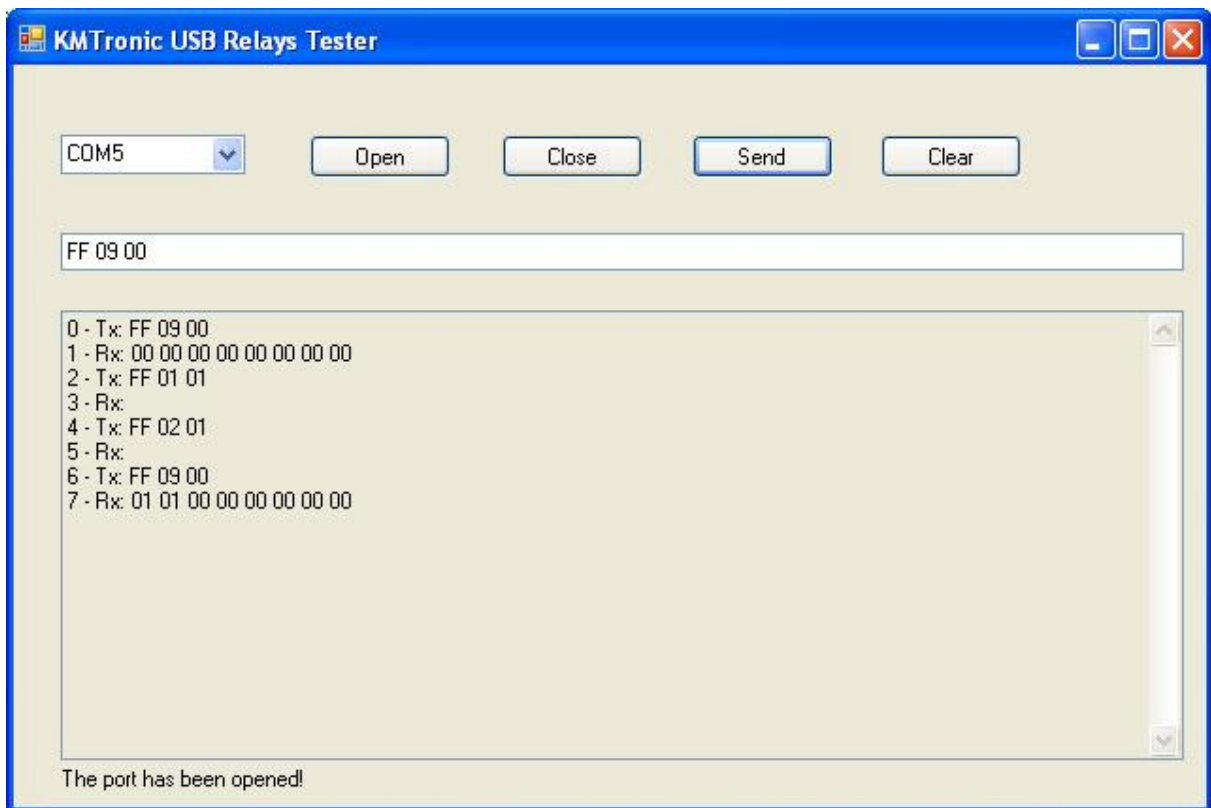 KMTronic USB Relays Tester
COM5 Open Close Send Clear
FF 09 00
0 - Tx: FF 09 00
1 - Rx: 00 00 00 00 00 00 00 00
2 - Tx: FF 01 01
3 - Rx:
4 - Tx: FF 02 01
5 - Rx:
6 - Tx: FF 09 00
7 - Rx: 01 01 00 00 00 00 00 00
The port has been opened!